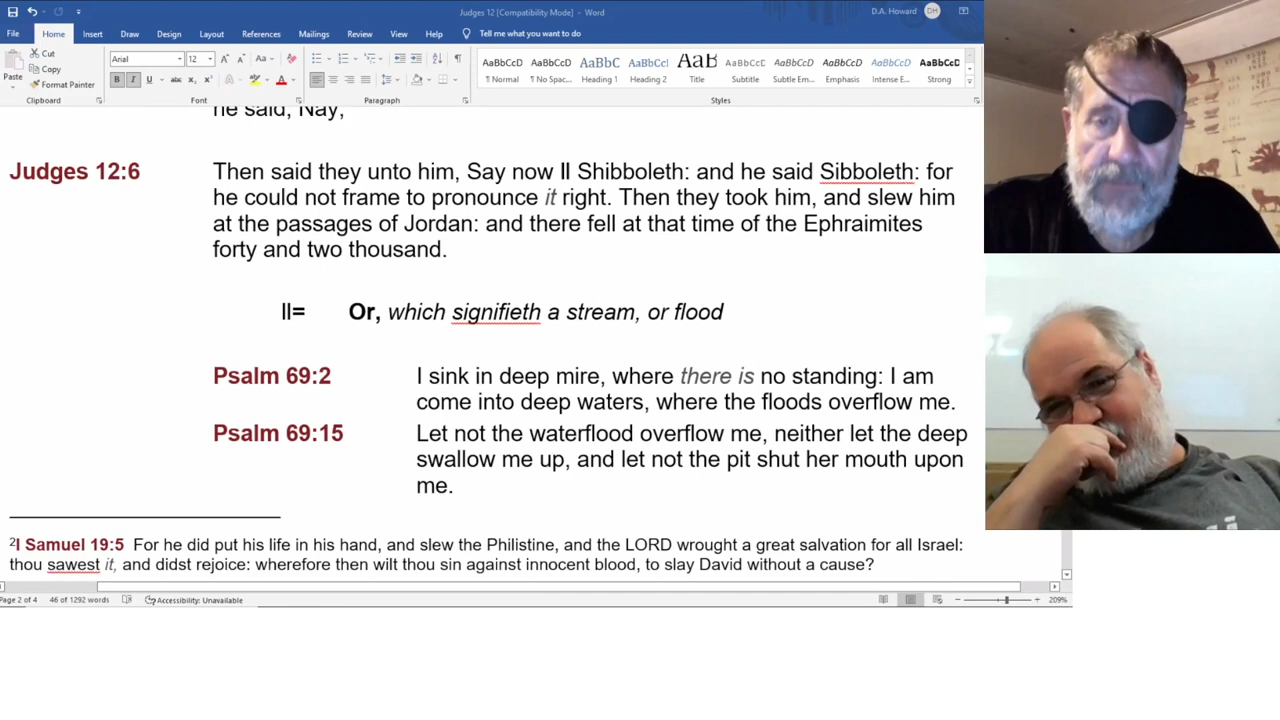 Judges 12 [Compatibility Mode] - Word
D.A. Howard DH
File Home Insert Draw Design Layout References Mailings Review View Help Tell me what you want to do
Paste
Cut
Copy
Format Painter
Clipboard
Arial 12
Font
Paragraph
AaBbCcD AaBbCcD AaBbC AaBbCcI AaB AaBbCcD AaBbCcD AaBbCcD AaBbCcD AaBbCcD
¶ Normal ¶ No Spac... Heading 1 Heading 2 Title Subtitle Subtle Em... Emphasis Intense E... Strong
Styles
he said, Nay;
Judges 12:6 Then said they unto him, Say now ll Shibboleth: and he said Sibboleth: for
he could not frame to pronounce it right. Then they took him, and slew him
at the passages of Jordan: and there fell at that time of the Ephraimites
forty and two thousand.
ll= Or, which signifieth a stream, or flood
Psalm 69:2 I sink in deep mire, where there is no standing: I am
come into deep waters, where the floods overflow me.
Psalm 69:15 Let not the waterflood overflow me, neither let the deep
swallow me up, and let not the pit shut her mouth upon
me.
2I Samuel 19:5 For he did put his life in his hand, and slew the Philistine, and the LORD wrought a great salvation for all Israel:
thou sawest it, and didst rejoice: wherefore then wilt thou sin against innocent blood, to slay David without a cause?
Page 2 of 4 46 of 1292 words Accessibility: Unavailable 209%